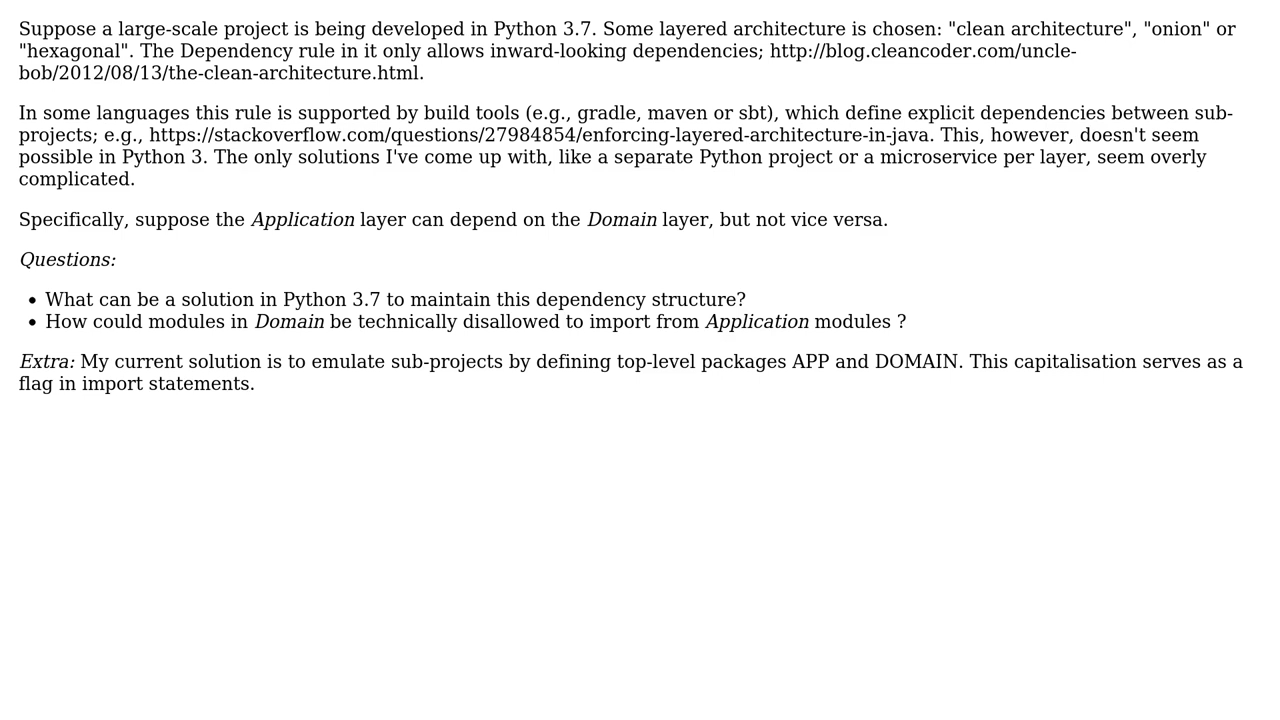 Suppose a large-scale project is being developed in Python 3.7. Some layered architecture is chosen: "clean architecture", "onion" or
"hexagonal". The Dependency rule in it only allows inward-looking dependencies; http://blog.cleancoder.com/uncle-
bob/2012/08/13/the-clean-architecture.html.
In some languages this rule is supported by build tools (e.g., gradle, maven or sbt), which define explicit dependencies between sub-
projects; e.g., https://stackoverflow.com/questions/27984854/enforcing-layered-architecture-in-java. This, however, doesn't seem
possible in Python 3. The only solutions I've come up with, like a separate Python project or a microservice per layer, seem overly
complicated.
Specifically, suppose the Application layer can depend on the Domain layer, but not vice versa.
Questions:
• What can be a solution in Python 3.7 to maintain this dependency structure?
• How could modules in Domain be technically disallowed to import from Application modules ?
Extra: My current solution is to emulate sub-projects by defining top-level packages APP and DOMAIN. This capitalisation serves as a
flag in import statements.